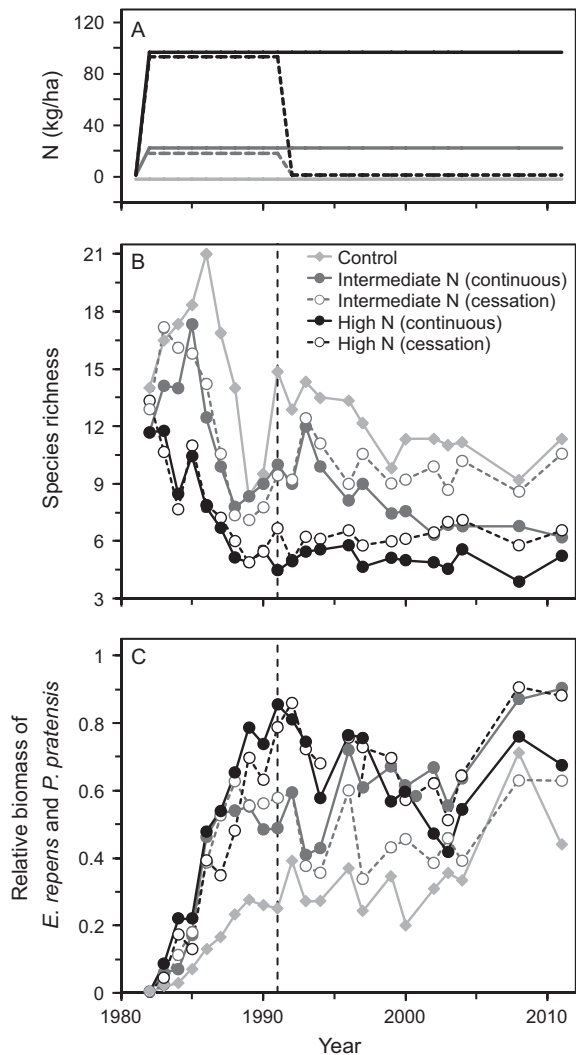 A
N (kg/ha)
120
80
40
0
B
Species richness
21
18
15
12
9
6
3
Control
Intermediate N (continuous)
Intermediate N (cessation)
High N (continuous)
High N (cessation)
C
Relative biomass of
E. repens and P. pratensis
1
0.8
0.6
0.4
0.2
0
1980
1990
2000
2010
Year